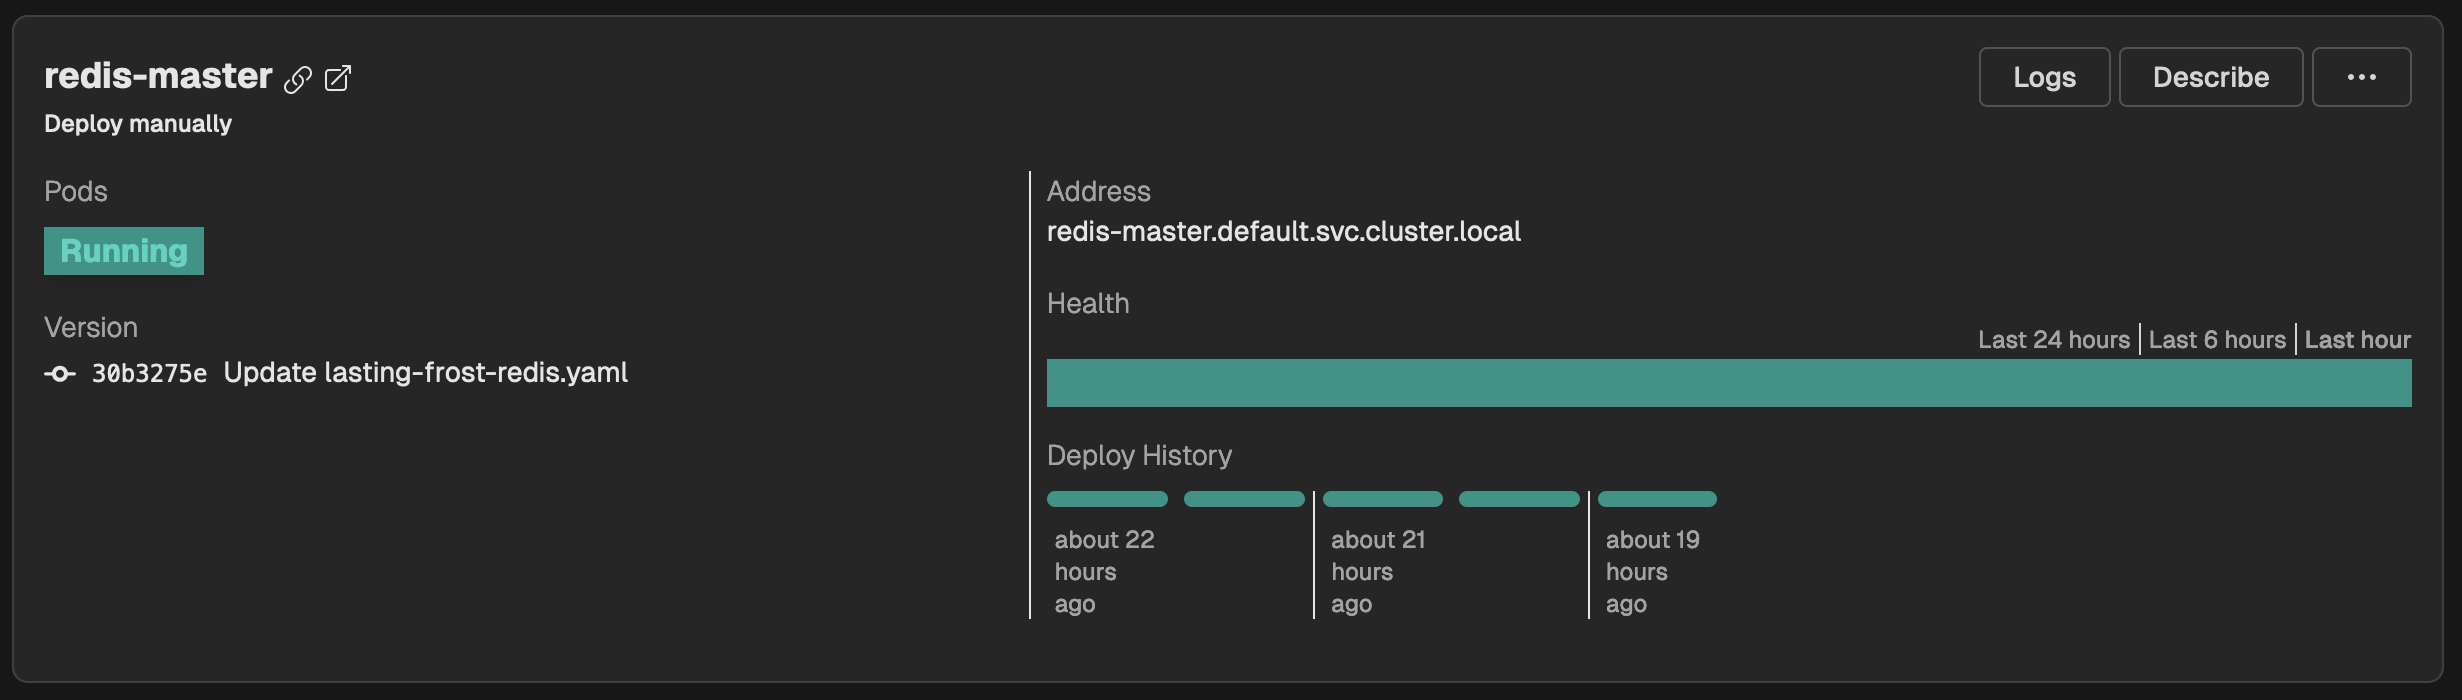 redis-master
Logs
Describe
Deploy manually
Pods
Running
Version
30b3275e Update lasting-frost-redis.yaml
Address
redis-master.default.svc.cluster.local
Health
Last 24 hours
Last 6 hours
Last hour
Deploy History
about 22
hours
ago
about 21
hours
ago
about 19
hours
ago